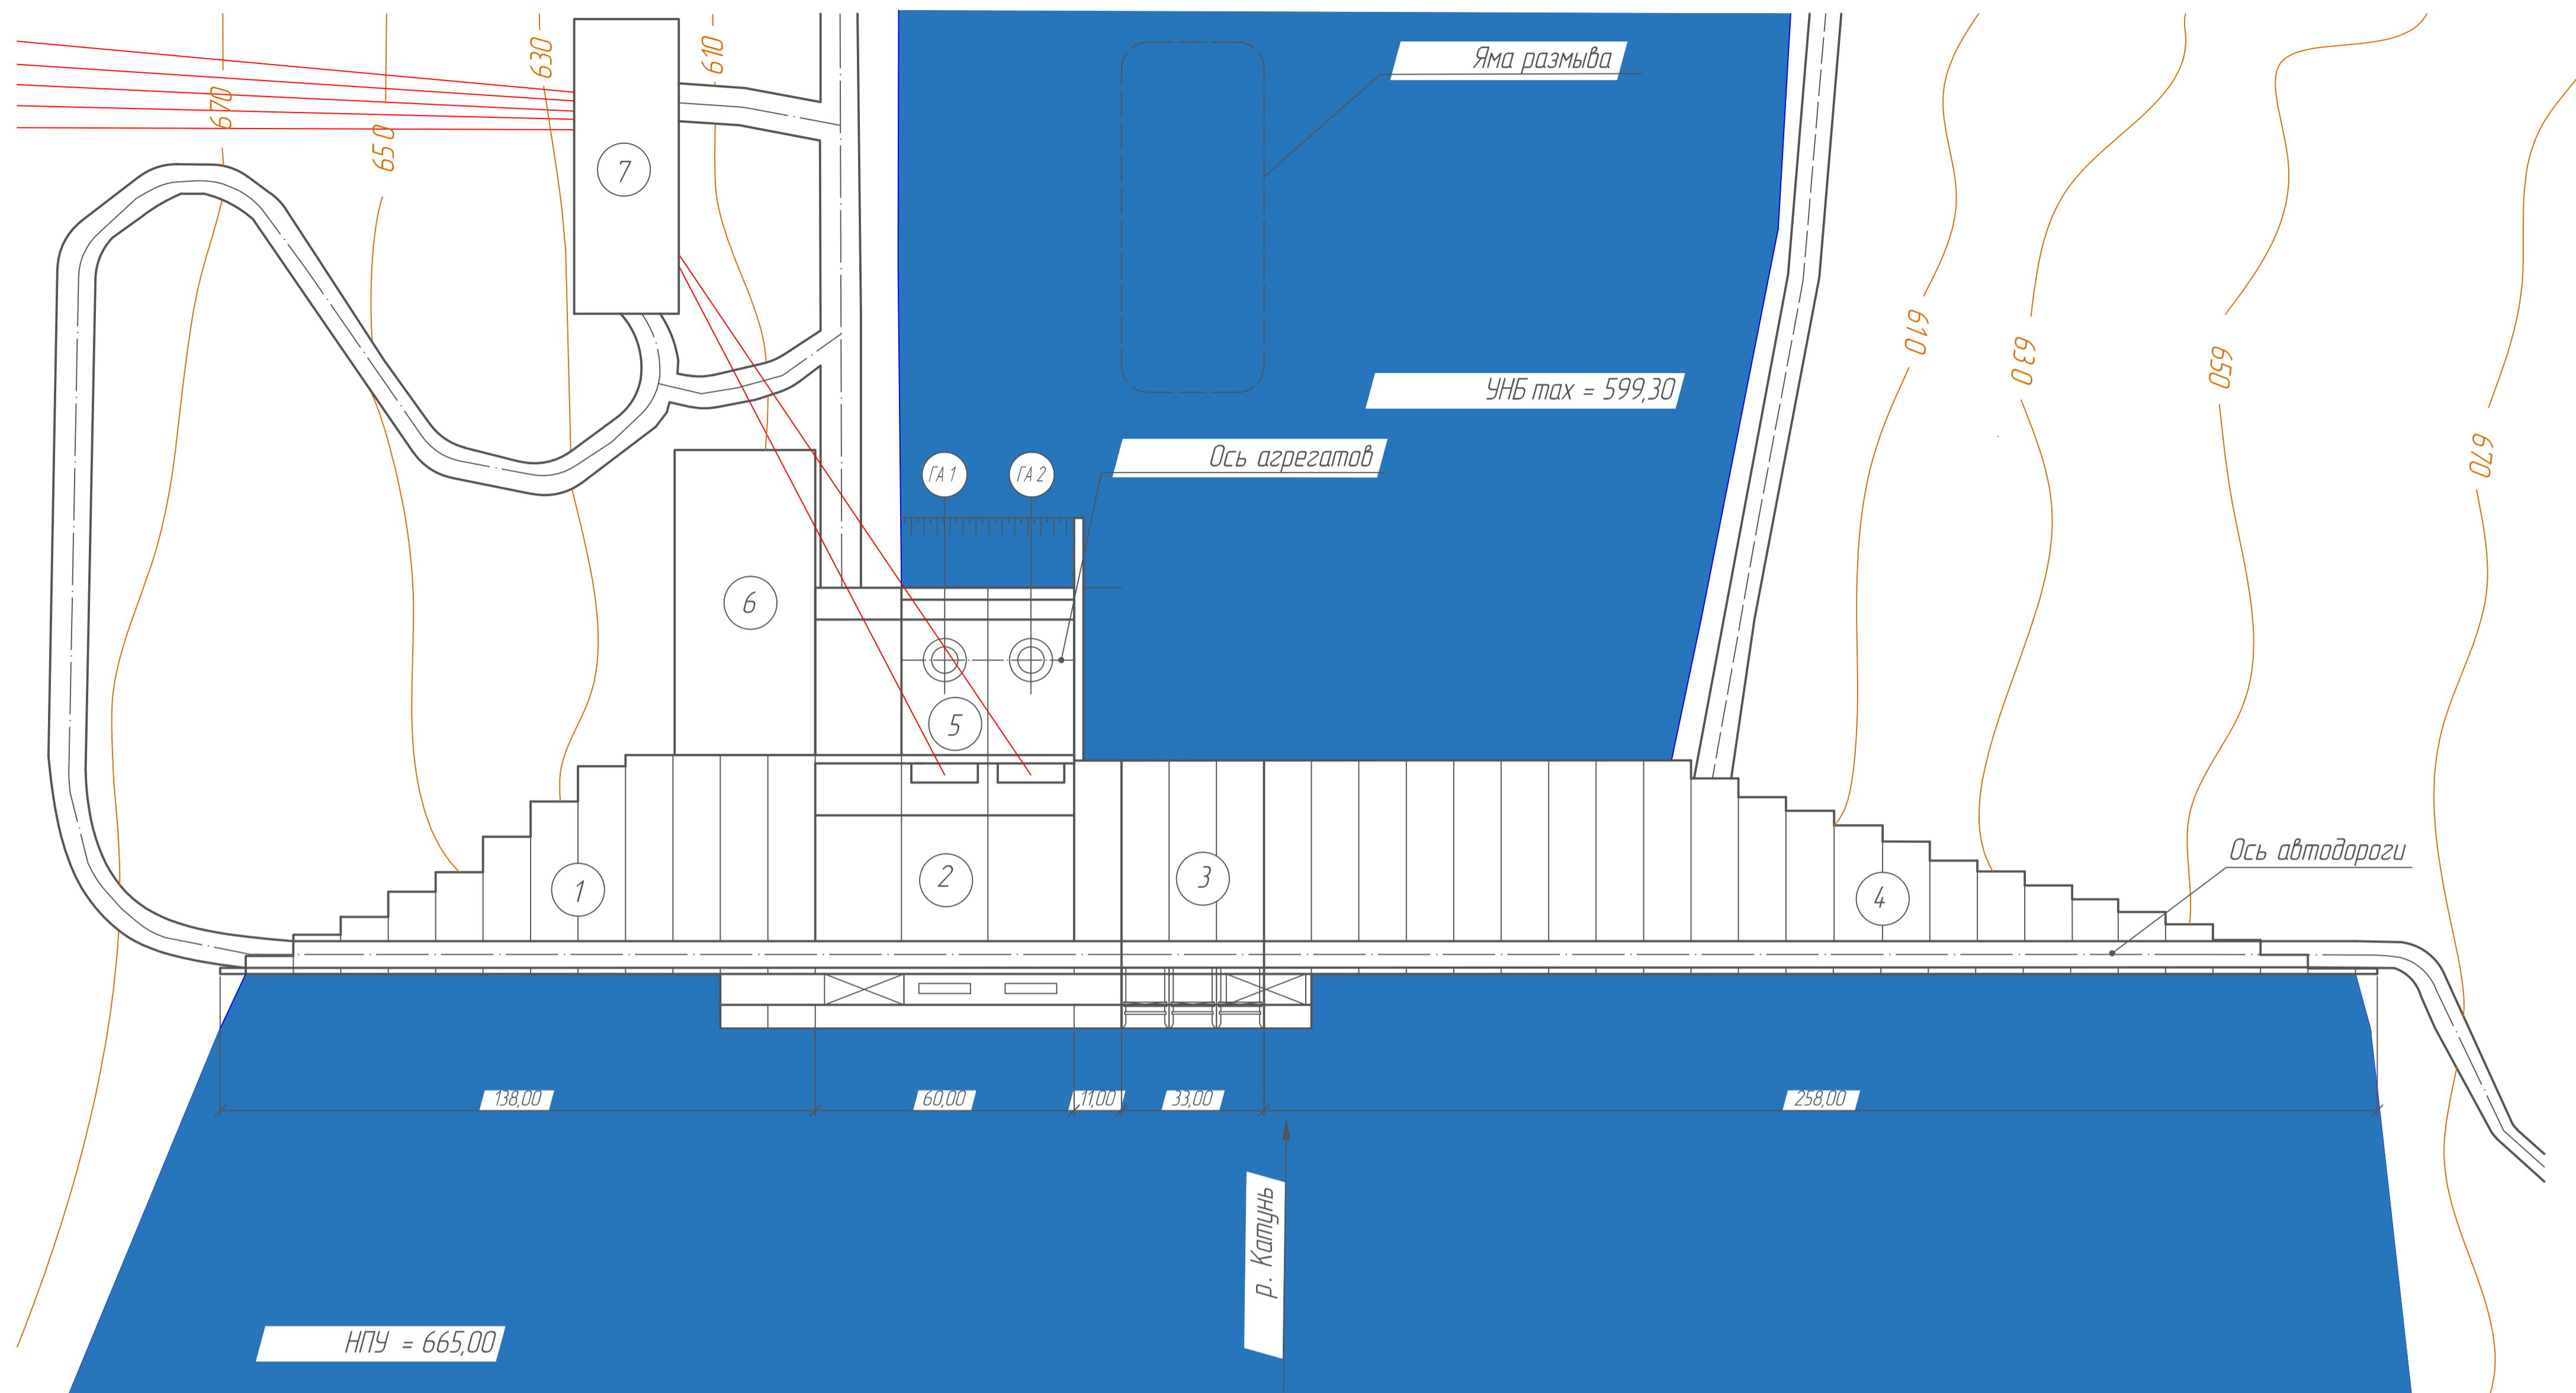 Яма размыва
630
610
670
650
7
610
630
650
670
УНБ max = 599,30
Ось агрегатов
ГА 1
ГА 2
6
5
Ось автодороги
1
2
3
4
138,00
60,00
11,00
33,00
258,00
р. Катунь
НПУ = 665,00